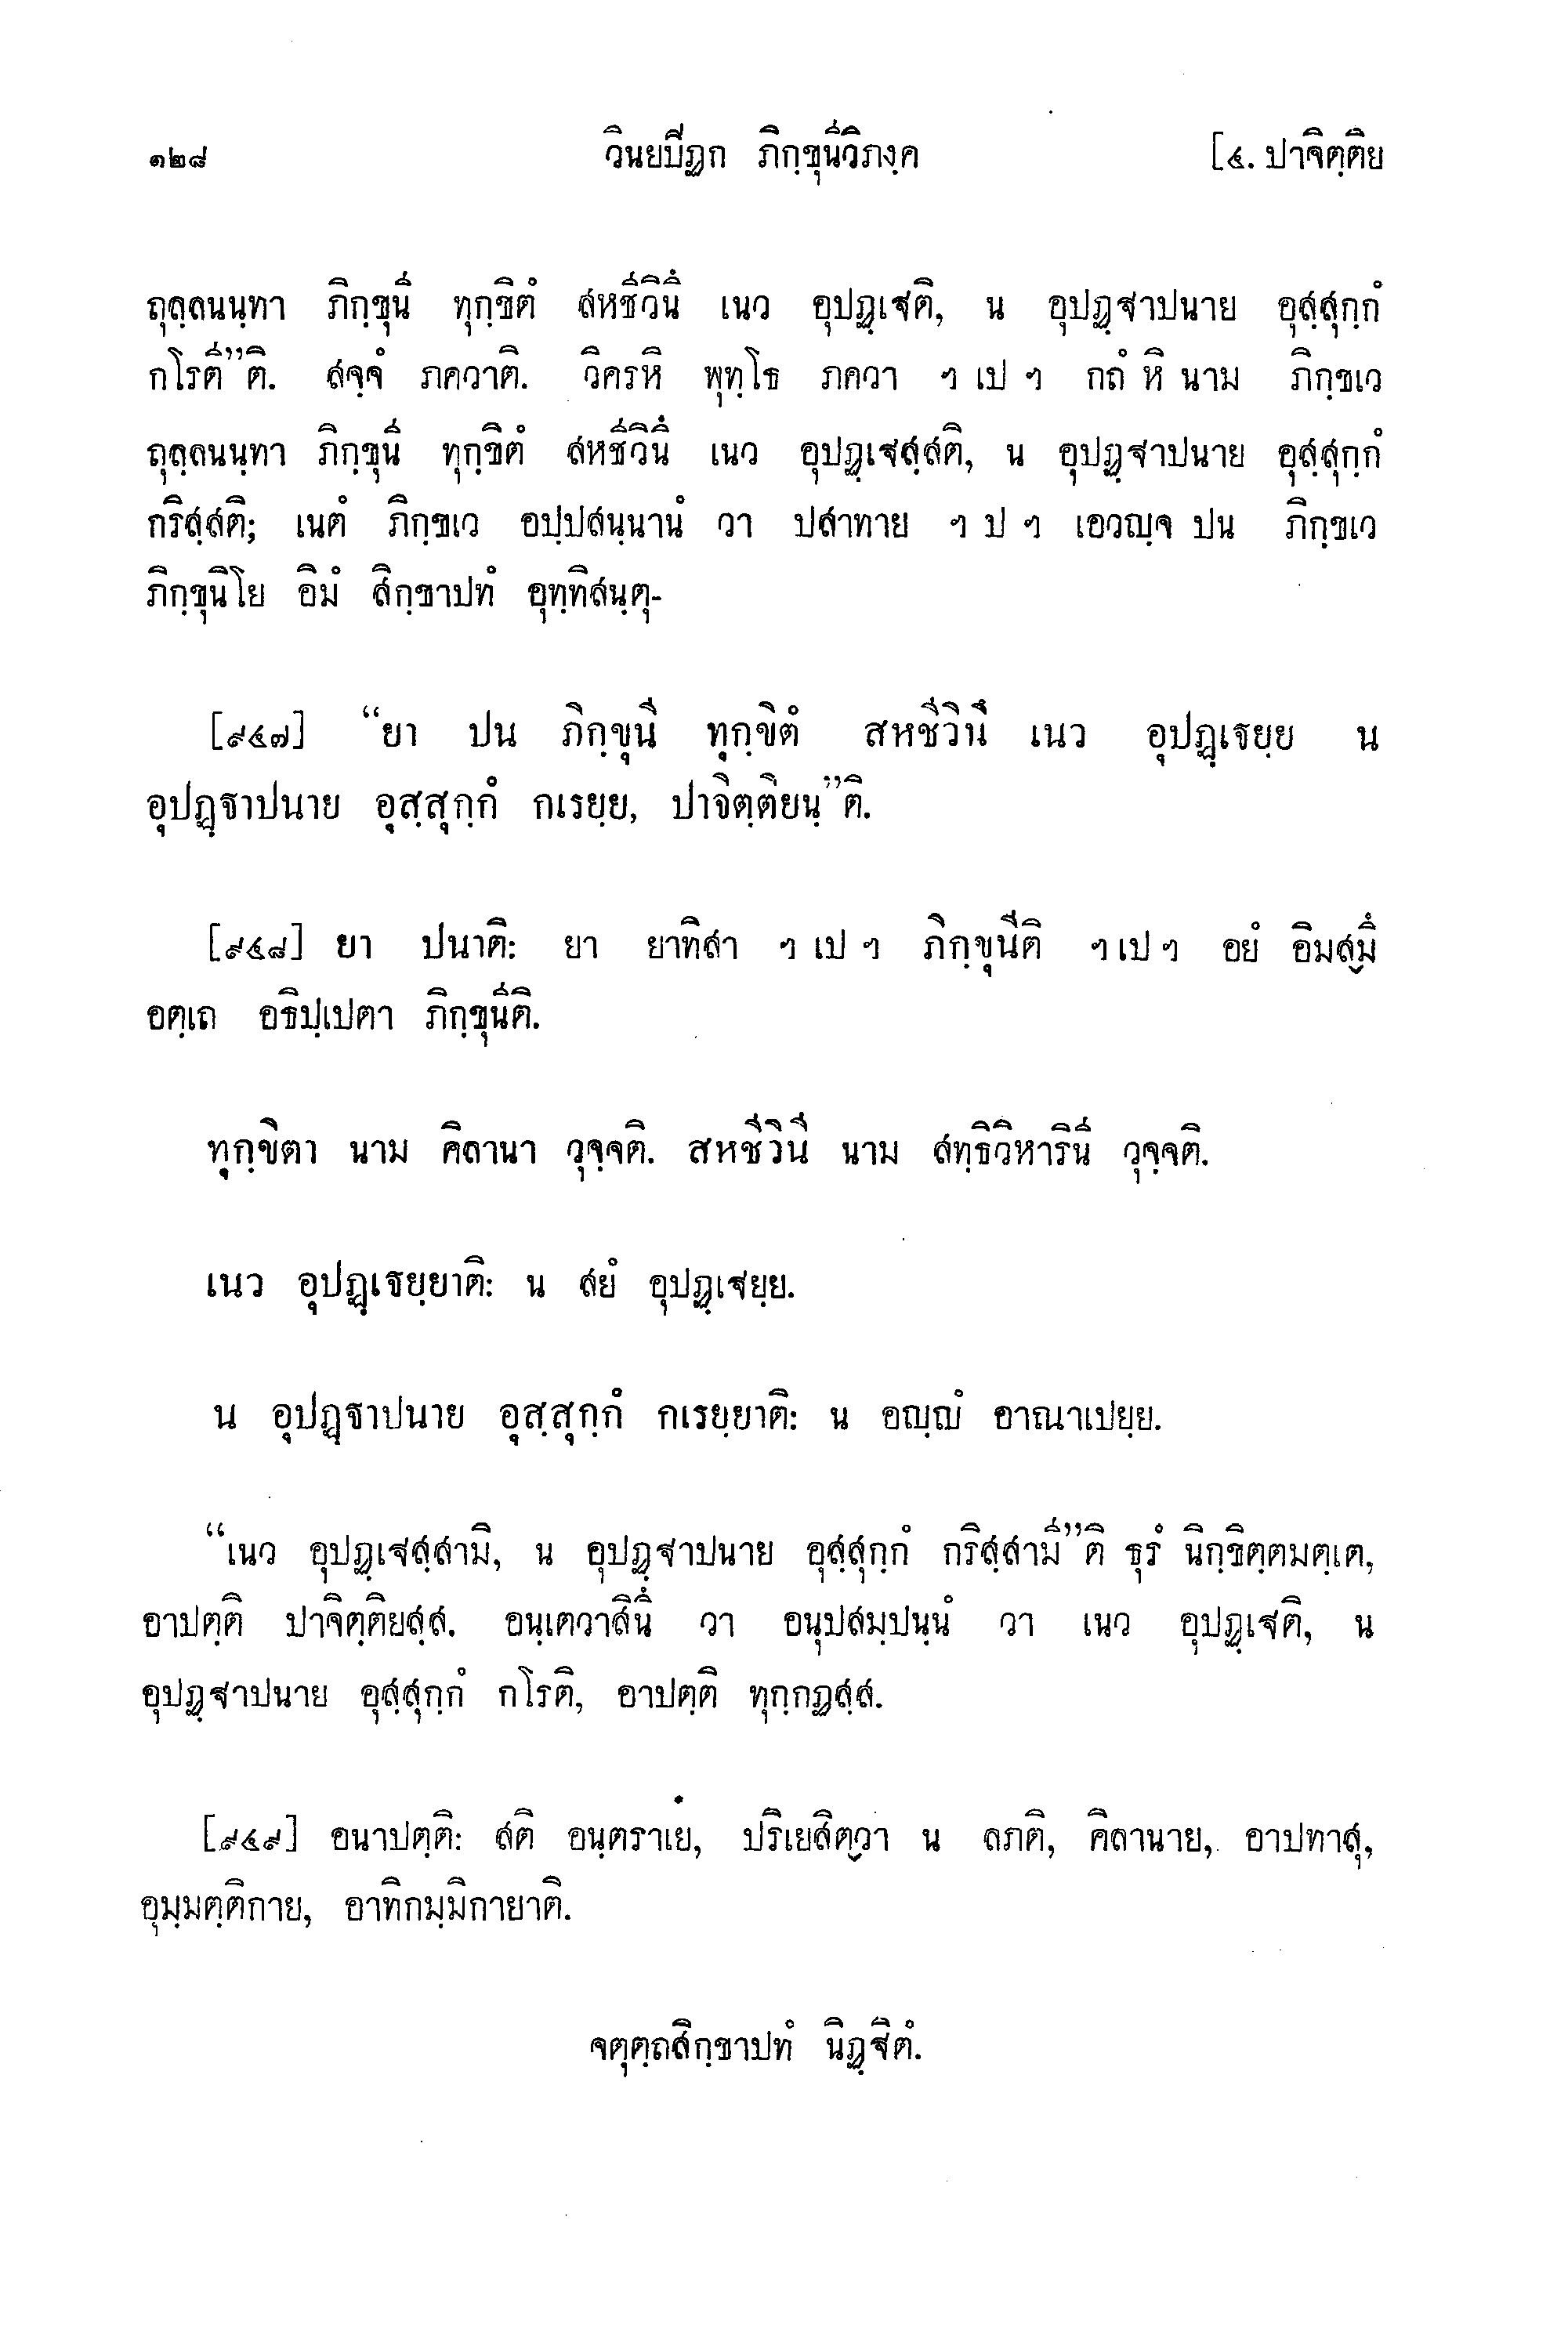 ๑๒๘ วินยปิฏก ภิกฺขุนีวิภงฺค [๔. ปาจิตฺติย
ถุลฺลนนฺทา ภิกฺขุนี ทุกฺขิตํ สหชีวินึ เนว อุปฏฺเฐติ, น อุปฏฺฐาปนาย อุสฺสุกฺกํ
กโรตี”ติ. สจฺจํ ภควาติ. วิครหิ พุทฺโธ ภควา ฯ เป ฯ กถํ หิ นาม ภิกฺขเว
ถุลฺลนนฺทา ภิกฺขุนี ทุกฺขิตํ สหชีวินึ เนว อุปฏฺเฐสฺสติ, น อุปฏฺฐาปนาย อุสฺสุกฺกํ
กริสฺสติ; เนตํ ภิกฺขเว อปฺปสนฺนานํ วา ปสาทาย ฯ ป ฯ เอวญฺจ ปน ภิกฺขเว
ภิกฺขุนิโย อิมํ สิกฺขาปทํ อุทฺทิสนฺตุ-
[๙๔๗] “ยา ปน ภิกฺขุนี ทุกฺขิตํ สหชีวินึ เนว อุปฏฺเฐยฺย น
อุปฏฺฐาปนาย อุสฺสุกฺกํ กเรยฺย, ปาจิตฺติยนฺ”ติ.
[๙๔๘] ยา ปนาติ: ยา ยาทิสา ฯ เป ฯ ภิกฺขุนีติ ฯ เป ฯ อยํ อิมสฺมึ
อตฺเถ อธิปฺเปตา ภิกฺขุนีติ.
ทุกฺขิตา นาม คิลานา วุจฺจติ. สหชีวินี นาม สทฺธิวิหารินี วุจฺจติ.
เนว อุปฏฺเฐยฺยาติ: น สยํ อุปฏฺเฐยฺย.
น อุปฏฺฐาปนาย อุสฺสุกฺกํ กเรยฺยาติ: น อญฺญํ อาณาเปยฺย.
“เนว อุปฏฺเฐสฺสามิ, น อุปฏฺฐาปนาย อุสฺสุกฺกํ กริสฺสามี”ติ ธุรํ นิกฺขิตฺตมตฺเต,
อาปตฺติ ปาจิตฺติยสฺส. อนฺเตวาสินึ วา อนุปสมฺปนฺนํ วา เนว อุปฏฺเฐติ, น
อุปฏฺฐาปนาย อุสฺสุกฺกํ กโรติ, อาปตฺติ ทุกฺกฏสฺส.
[๙๔๙] อนาปตฺติ: สติ อนฺตราเย, ปริเยสิตฺวา น ลภติ, คิลานาย, อาปทาสุ,
อุมฺมตฺติกาย, อาทิกมฺมิกายาติ.
จตุตฺถสิกฺขาปทํ นิฏฺฐิตํ.